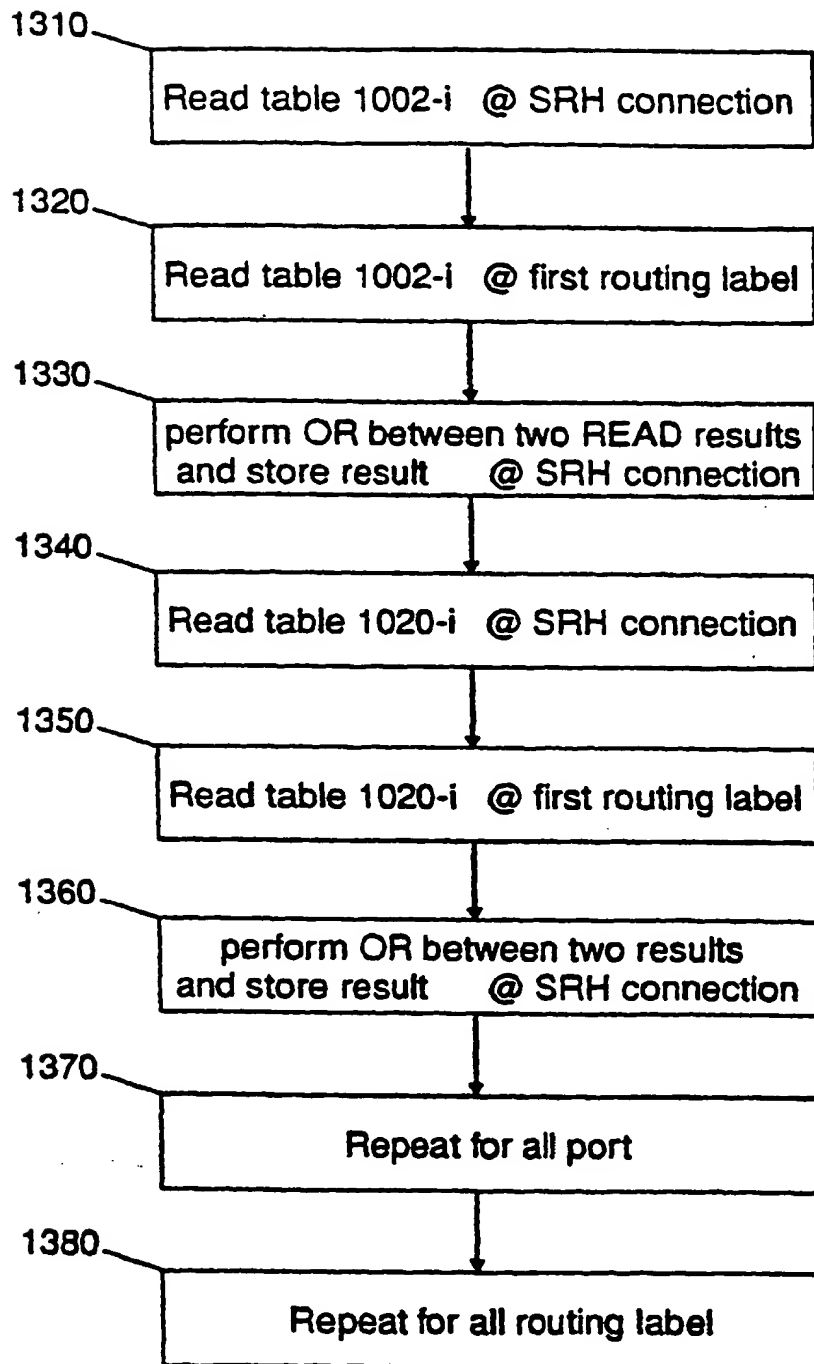 1310
Read table 1002-i @ SRH connection
1320
Read table 1002-i @ first routing label
1330
perform OR between two READ results
and store result @ SRH connection
1340
Read table 1020-i @ SRH connection
1350
Read table 1020-i @ first routing label
1360
perform OR between two results
and store result @ SRH connection
1370
Repeat for all port
1380
Repeat for all routing label